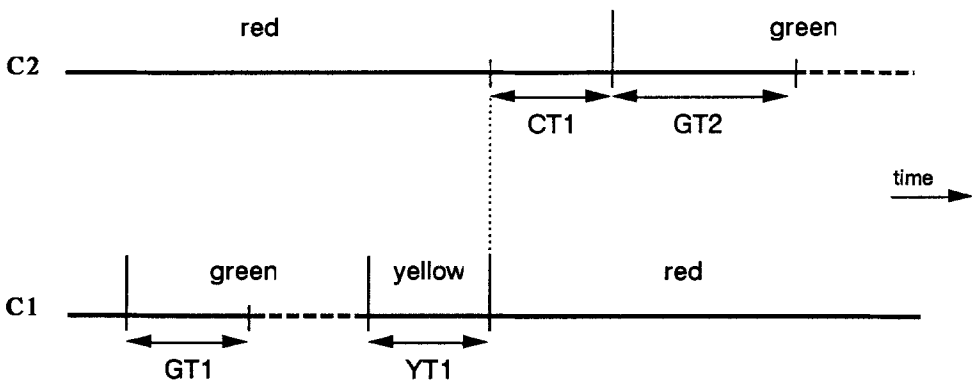 red green
C2
CT1 GT2
time
green yellow red
C1
GT1 YT1